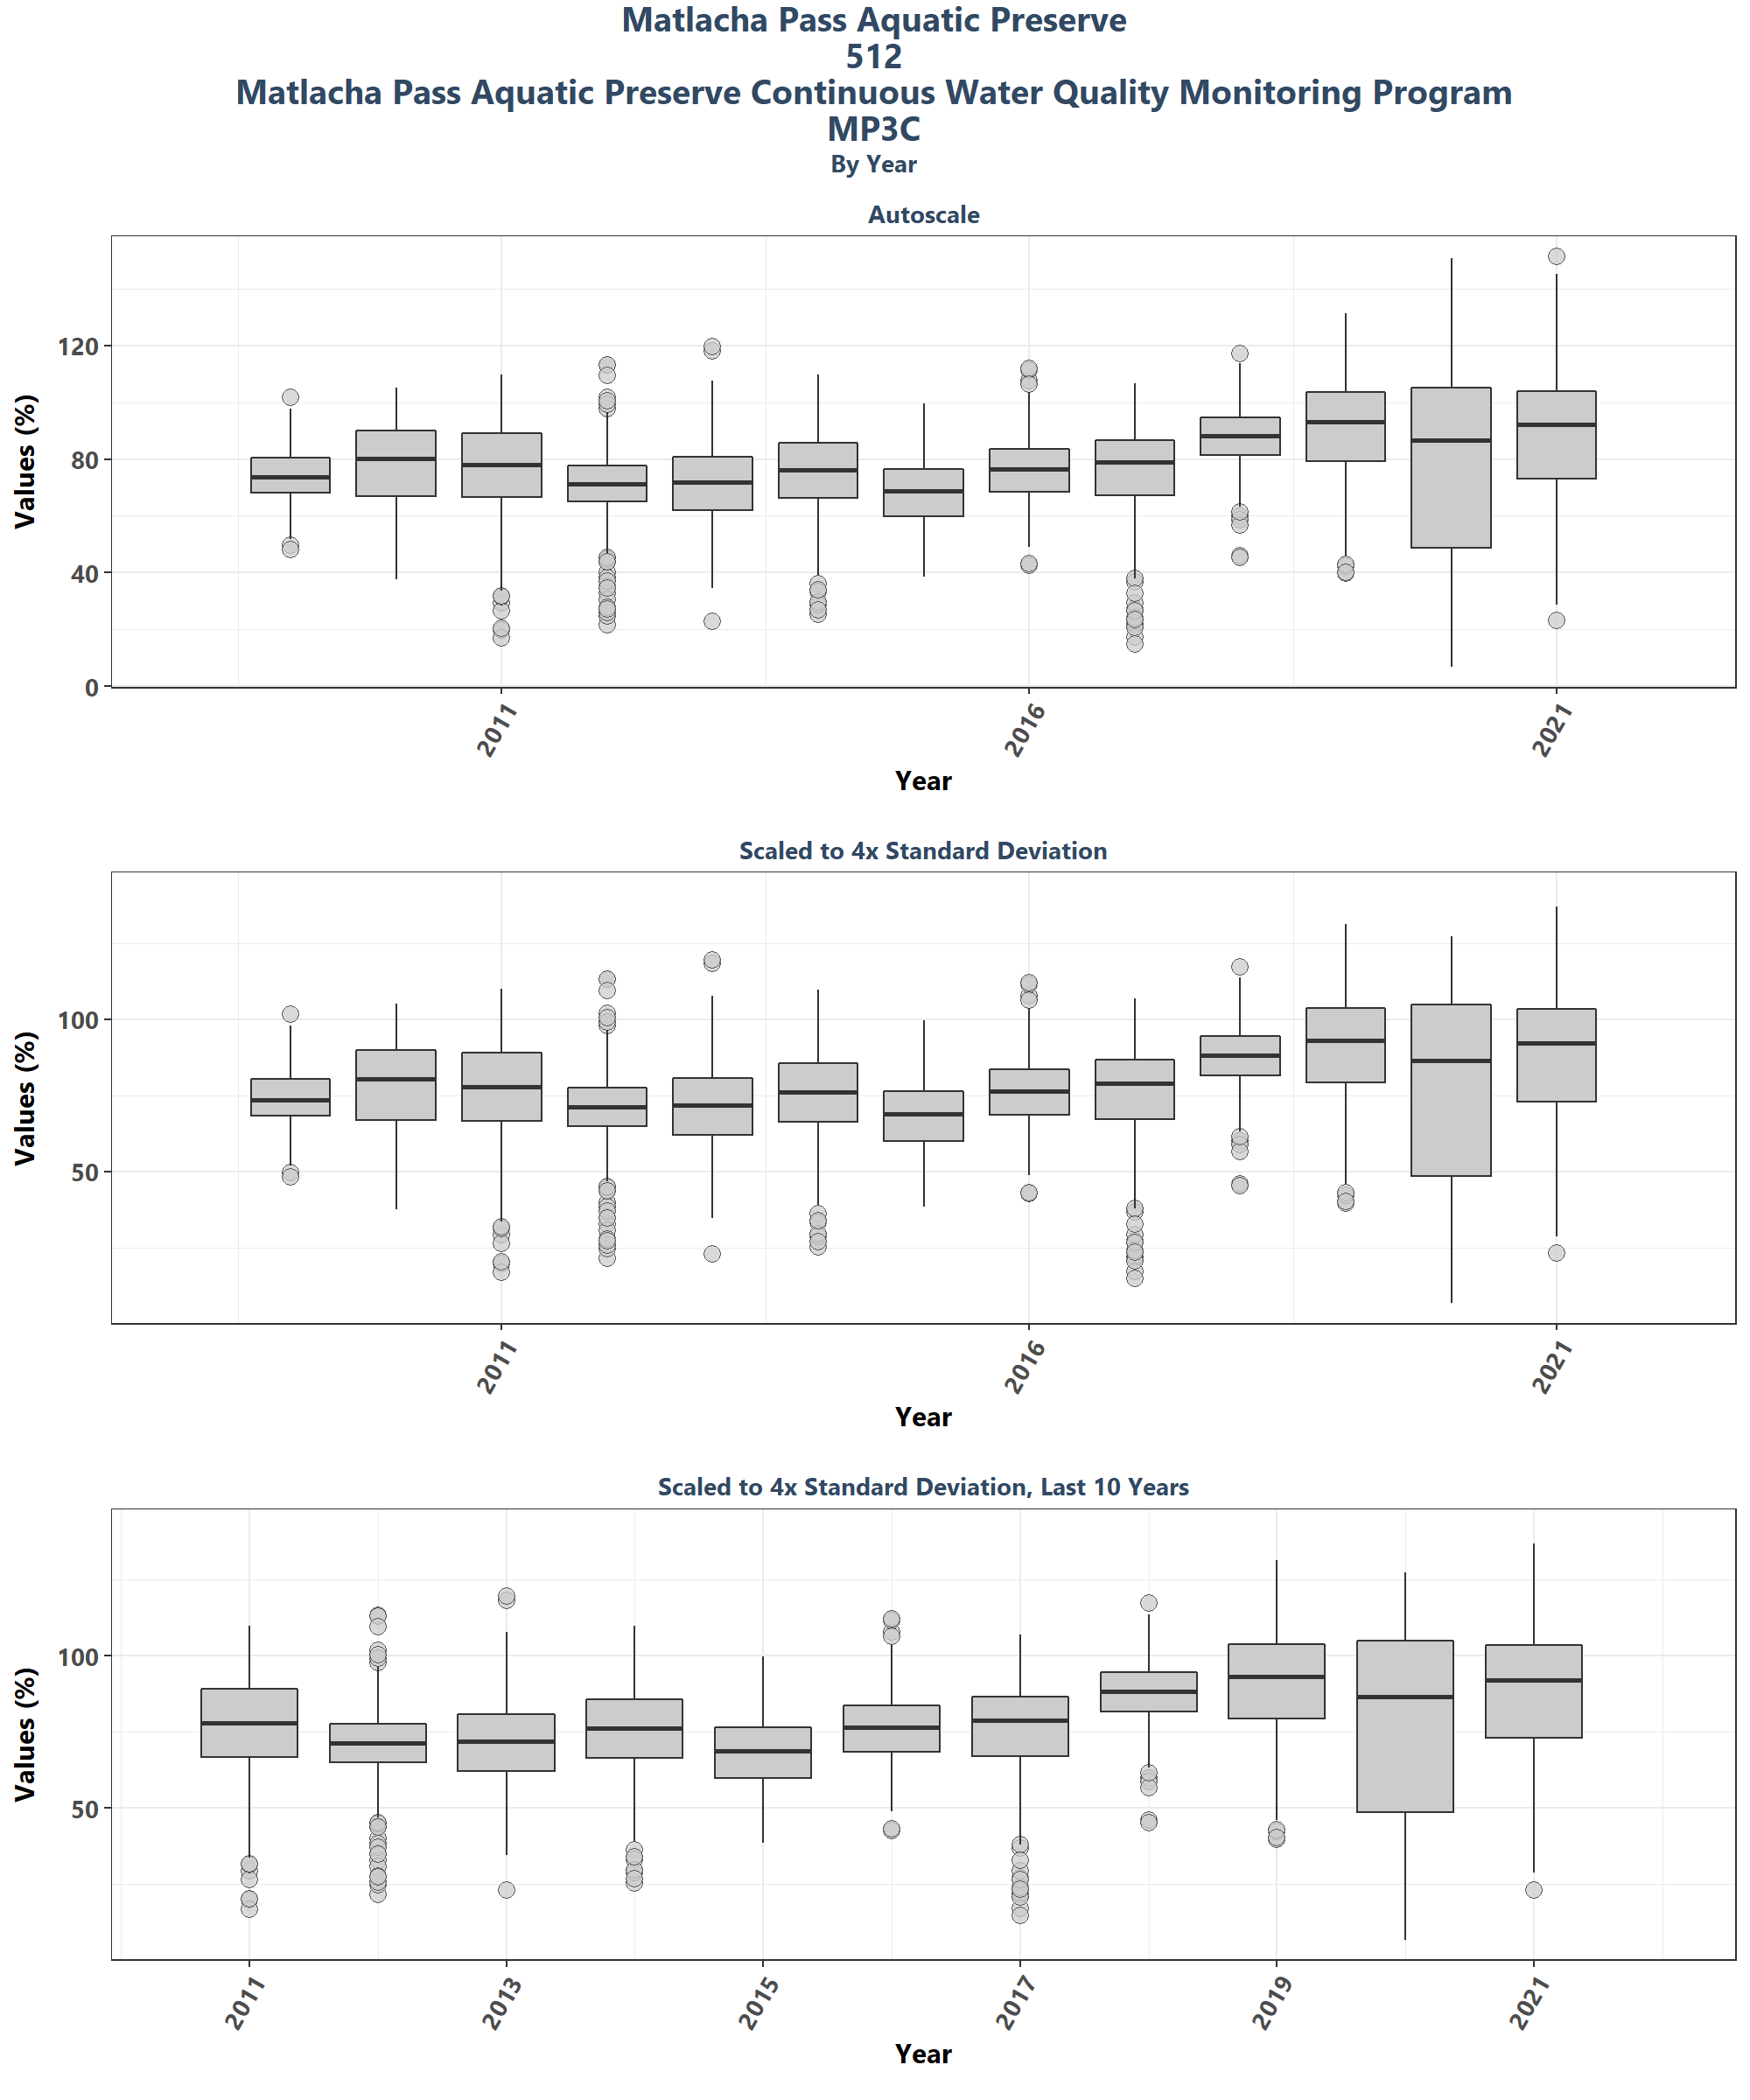 Matlacha Pass Aquatic Preserve
512
Matlacha Pass Aquatic Preserve Continuous Water Quality Monitoring Program
MP3C
By Year
Autoscale
Values (%)
120
80
40
0
2011
2016
2021
Year
Scaled to 4x Standard Deviation
Values (%)
100
50
2011
2016
2021
Year
Scaled to 4x Standard Deviation, Last 10 Years
Values (%)
100
50
2011
2013
2015
2017
2019
2021
Year